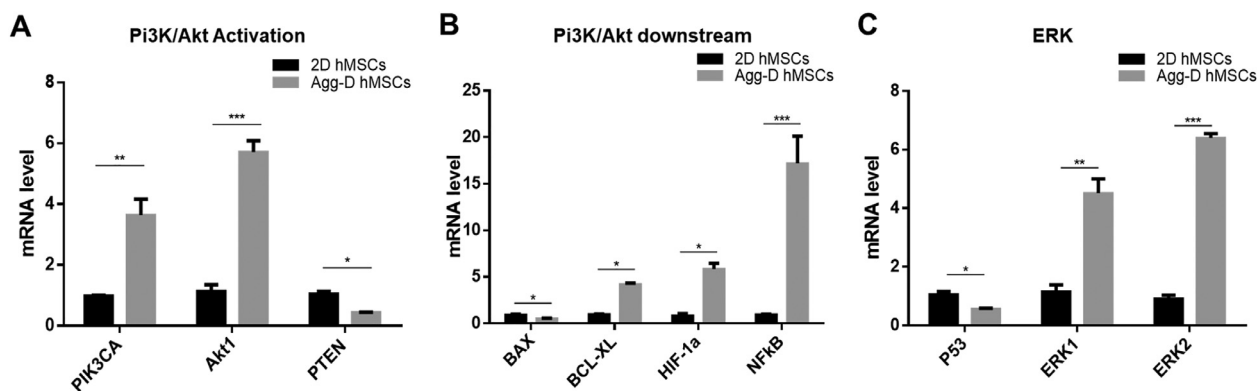 A
Pi3K/Akt Activation
2D hMSCs
Agg-D hMSCs
mRNA level
8
6
4
2
0
**
***
*
PIK3CA
Akt1
PTEN
B
Pi3K/Akt downstream
2D hMSCs
Agg-D hMSCs
mRNA level
25
20
15
10
5
0
*
*
*
***
BAX
BCL-XL
HIF-1a
NFkB
C
ERK
2D hMSCs
Agg-D hMSCs
mRNA level
8
6
4
2
0
*
**
***
P53
ERK1
ERK2